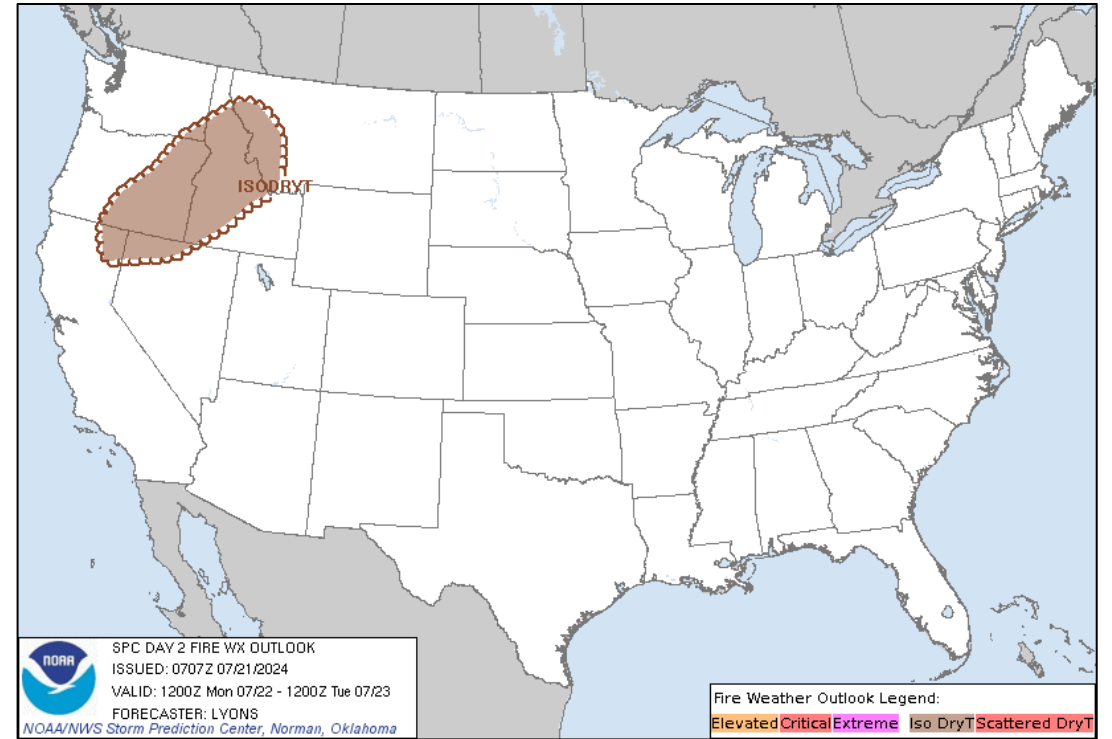 ISODRYT
NOAA
SPC DAY 2 FIRE WX OUTLOOK
ISSUED: 0707Z 07/21/2024
VALID: 1200Z Mon 07/22 - 1200Z Tue 07/23
FORECASTER: LYONS
NOAA/NWS Storm Prediction Center, Norman, Oklahoma
Fire Weather Outlook Legend:
Elevated Critical Extreme Iso DryT Scattered DryT